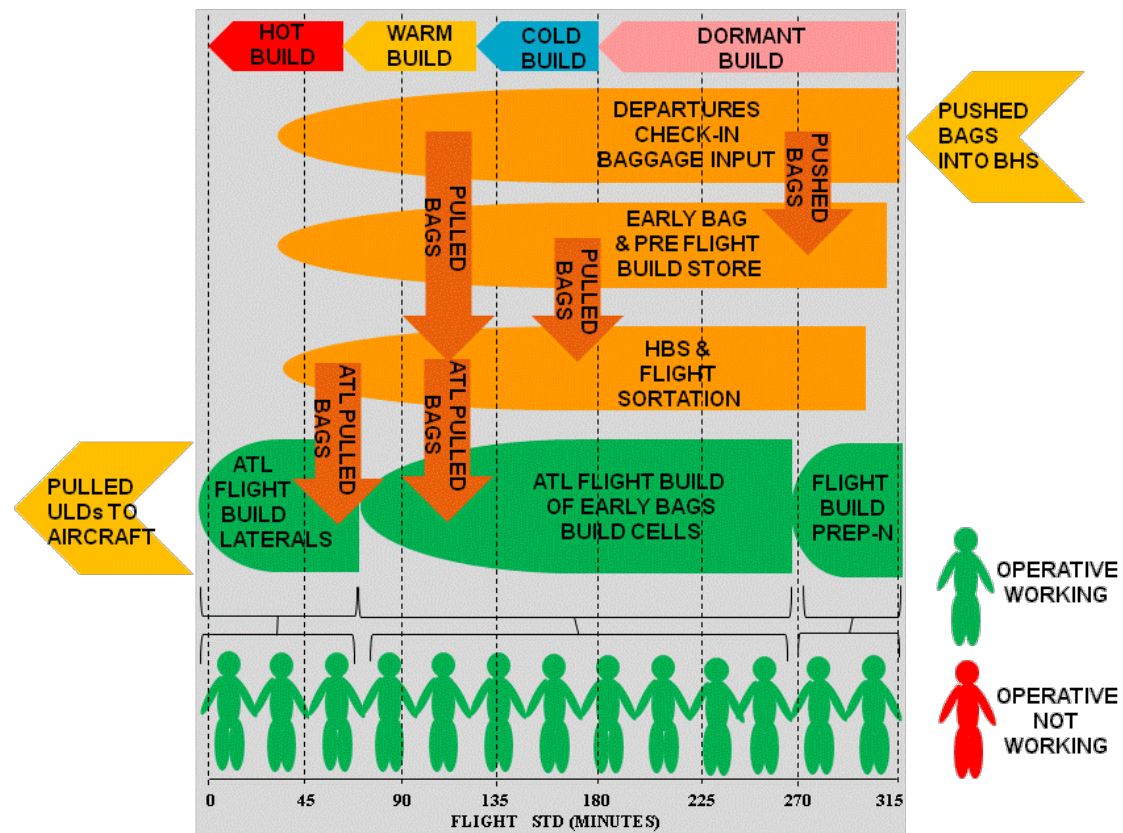 HOT
BUILD
WARM
BUILD
COLD
BUILD
DORMANT
BUILD
DEPARTURES
CHECK-IN
BAGGAGE INPUT
PUSHED
BAGS
PUSHED
BAGS
INTO BHS
PULLED
BAGS
EARLY BAG
& PRE FLIGHT
BUILD STORE
PULLED
BAGS
HBS &
FLIGHT
SORTATION
ATL PULLED
BAGS
ATL PULLED
BAGS
PULLED
ULDs TO
AIRCRAFT
ATL
FLIGHT
BUILD
LATERALS
ATL FLIGHT BUILD
OF EARLY BAGS
BUILD CELLS
FLIGHT
BUILD
PREP-N
OPERATIVE
WORKING
OPERATIVE
NOT
WORKING
0 45 90 135 180 225 270 315
FLIGHT STD (MINUTES)